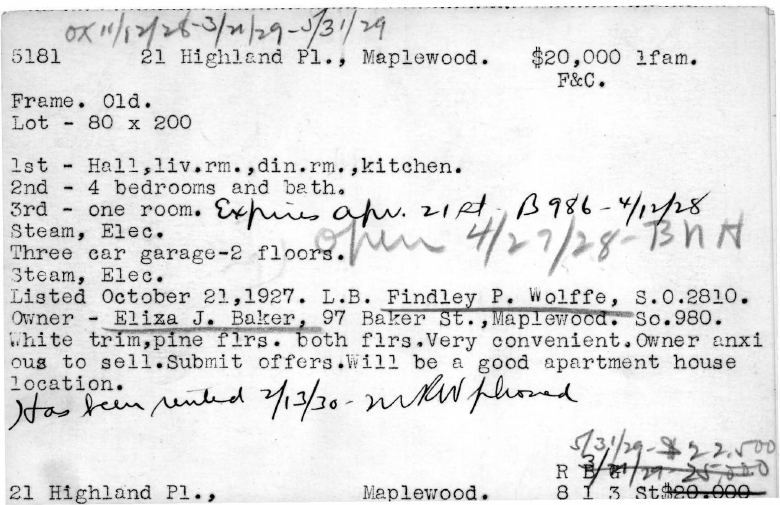 OX 11/12/28-3/21/29-5/31/29
5181 21 Highland Pl., Maplewood. $20,000 1fam.
F&C.
Frame. Old.
Lot - 80 x 200
1st - Hall,liv.rm.,din.rm.,kitchen.
2nd - 4 bedrooms and bath.
3rd - one room. Expires Apr. 21st - B 986 - 4/12/28
Steam, Elec. open 4/27/28 - BNH
Three car garage-2 floors.
Steam, Elec.
Listed October 21,1927. L.B. Findley P. Wolffe, S.O.2810.
Owner - Eliza J. Baker, 97 Baker St.,Maplewood. So.980.
White trim,pine flrs. both flrs.Very convenient.Owner anxi
ous to sell.Submit offers.Will be a good apartment house
location.
Has been rented 2/13/30 - phoned
5/31/29 - $22.500
R E 3/21/29 - 25,000
21 Highland Pl., Maplewood. 8 1 3 St $20.000